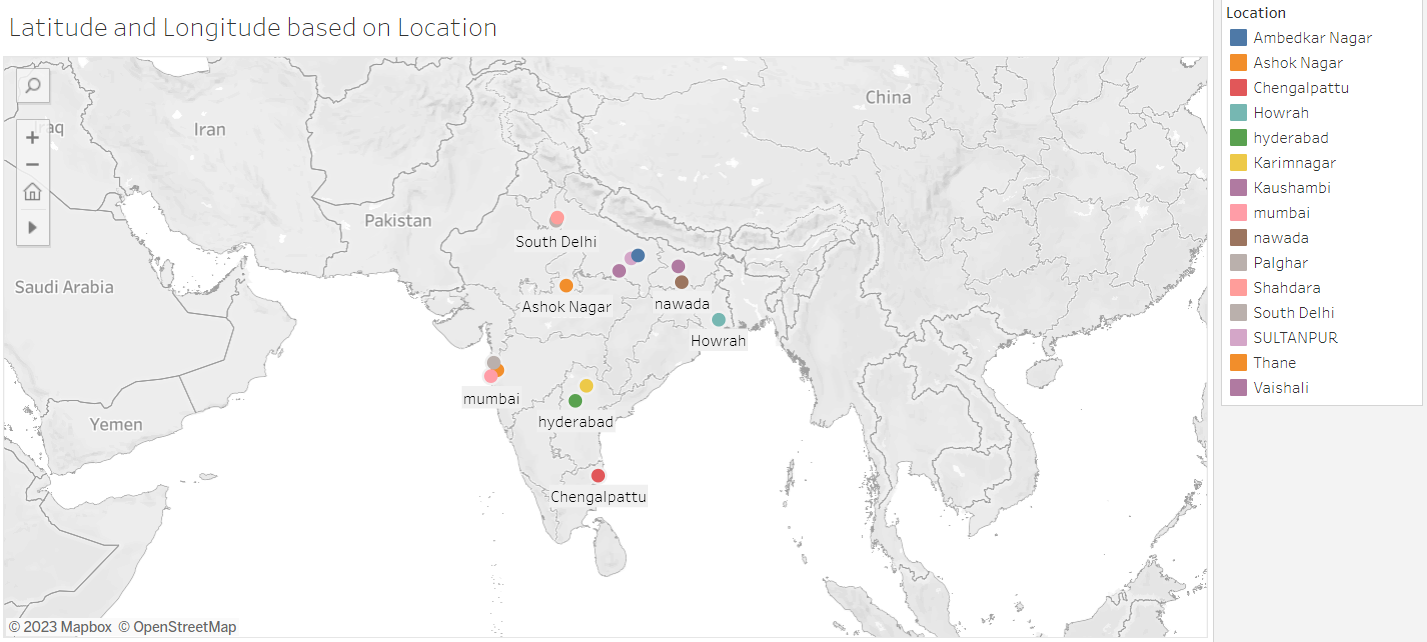 Latitude and Longitude based on Location
China
Iran
Pakistan
South Delhi
Saudi Arabia
Ashok Nagar
nawada
Howrah
mumbai
hyderabad
Yemen
Chengalpattu
© 2023 Mapbox © OpenStreetMap
Location
Ambedkar Nagar
Ashok Nagar
Chengalpattu
Howrah
hyderabad
Karimnagar
Kaushambi
mumbai
nawada
Palghar
Shahdara
South Delhi
SULTANPUR
Thane
Vaishali